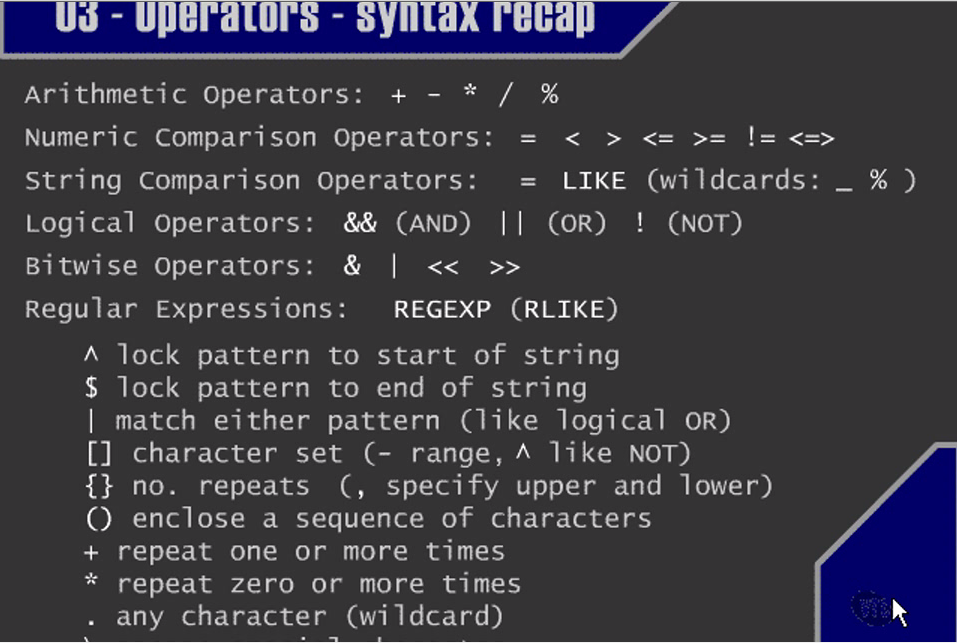 03 - Operators - syntax recap
Arithmetic Operators: + - * / %
Numeric Comparison Operators: = < > <= >= != <=>
String Comparison Operators: = LIKE (wildcards: _ % )
Logical Operators: && (AND) || (OR) ! (NOT)
Bitwise Operators: & | << >>
Regular Expressions: REGEXP (RLIKE)
^ lock pattern to start of string
$ lock pattern to end of string
| match either pattern (like logical OR)
[] character set (- range, ^ like NOT)
{} no. repeats (, specify upper and lower)
() enclose a sequence of characters
+ repeat one or more times
* repeat zero or more times
. any character (wildcard)